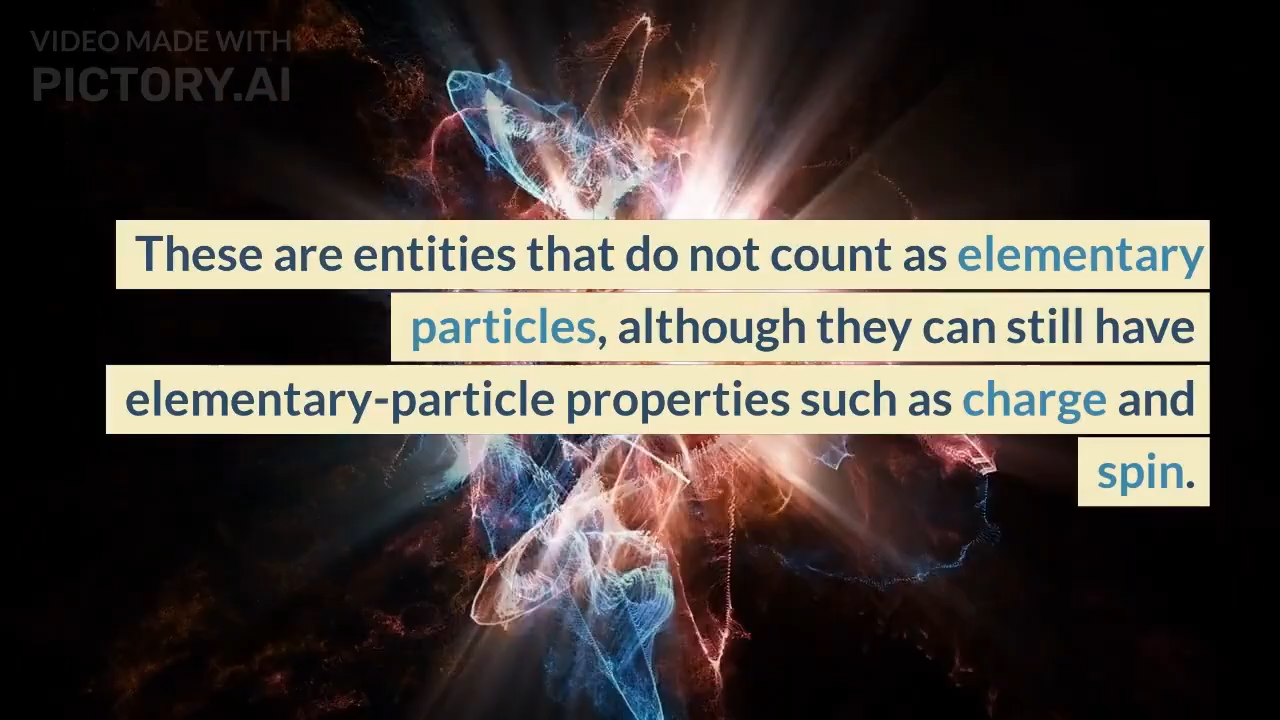 VIDEO MADE WITH
PICTORY.AI
These are entities that do not count as elementary
particles, although they can still have
elementary-particle properties such as charge and
spin.